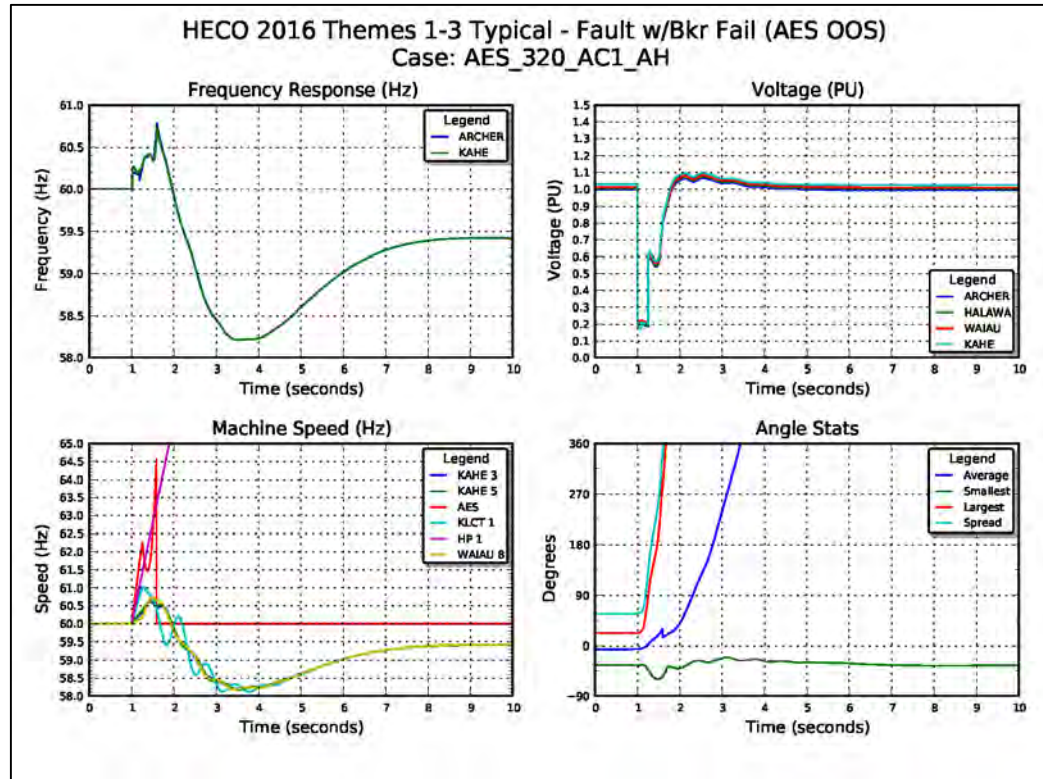 HECO 2016 Themes 1-3 Typical - Fault w/Bkr Fail (AES OOS)
Case: AES_320_AC1_AH
Frequency Response (Hz)
61.0
60.5
60.0
59.5
59.0
58.5
58.0
Frequency (Hz)
Legend
ARCHER
KAHE
0 1 2 3 4 5 6 7 8 9 10
Time (seconds)
Voltage (PU)
1.5
1.4
1.3
1.2
1.1
1.0
0.9
0.8
0.7
0.6
0.5
0.4
0.3
0.2
0.1
0.0
Voltage (PU)
Legend
ARCHER
HALAWA
WAIAU
KAHE
0 1 2 3 4 5 6 7 8 9 10
Time (seconds)
Machine Speed (Hz)
65.0
64.5
64.0
63.5
63.0
62.5
62.0
61.5
61.0
60.5
60.0
59.5
59.0
58.5
58.0
Speed (Hz)
Legend
KAHE 3
KAHE 5
AES
KLCT 1
HP 1
WAIAU 8
0 1 2 3 4 5 6 7 8 9 10
Time (seconds)
Angle Stats
360
270
180
90
0
−90
Degrees
Legend
Average
Smallest
Largest
Spread
0 1 2 3 4 5 6 7 8 9 10
Time (seconds)